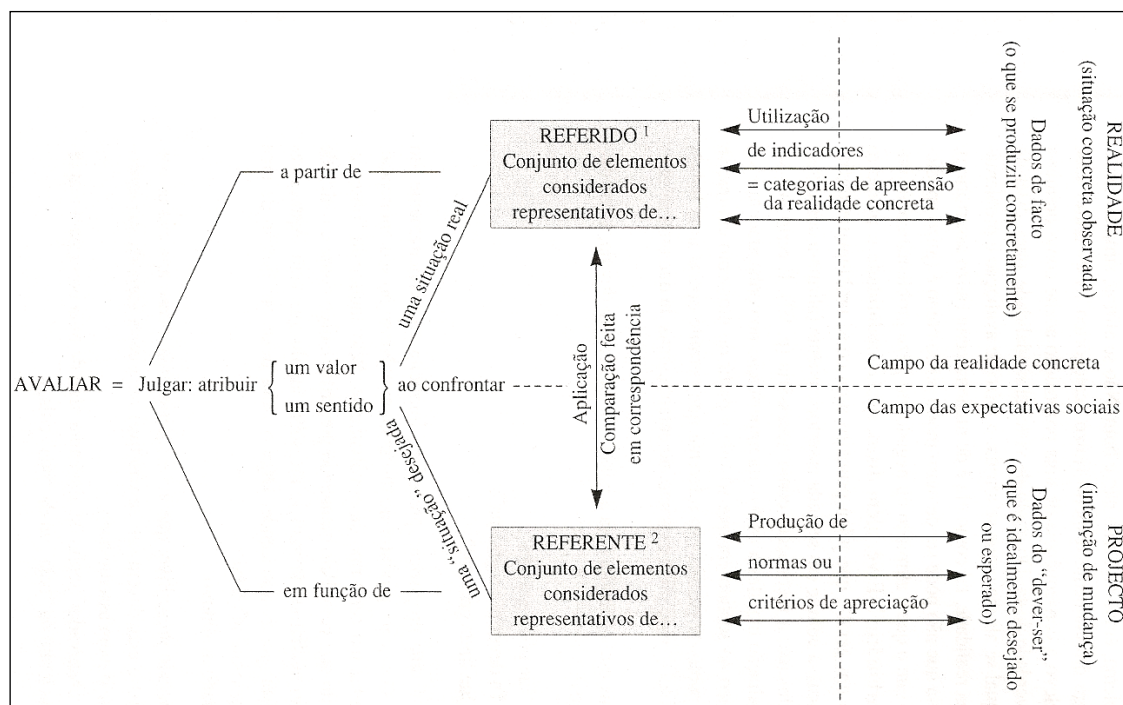 a partir de
uma situação real
REFERIDO 1
Conjunto de elementos
considerados
representativos de…
Utilização
de indicadores
= categorias de apreensão
da realidade concreta
Dados de facto
(o que se produziu concretamente)
REALIDADE
(situação concreta observada)
AVALIAR = Julgar: atribuir
um valor
um sentido
ao confrontar
Aplicação
Comparação feita
em correspondência
Campo da realidade concreta
Campo das expectativas sociais
em função de
uma “situação” desejada
REFERENTE 2
Conjunto de elementos
considerados
representativos de…
Produção de
normas ou
critérios de apreciação
Dados do “dever-ser”
(o que é idealmente desejado
ou esperado)
PROJECTO
(intenção de mudança)